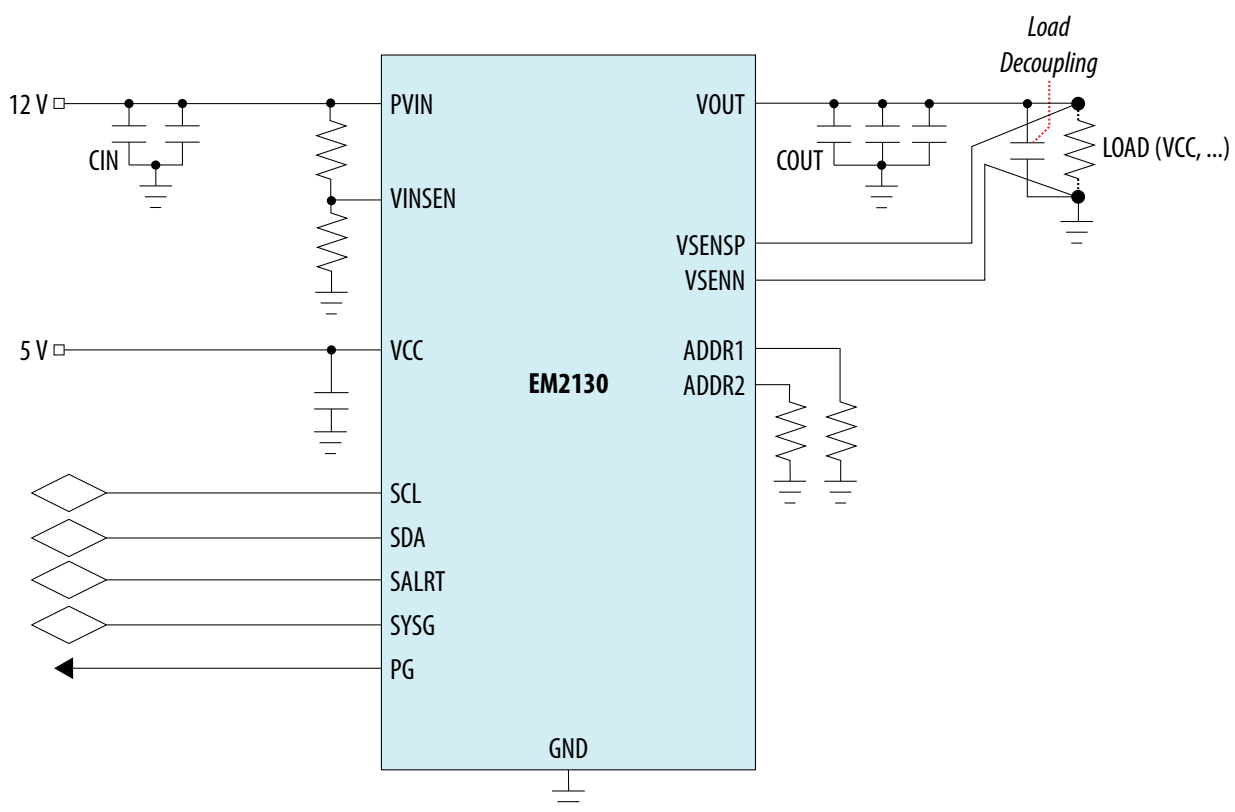 Load
Decoupling
12 V
PVIN
VOUT
CIN
COUT
LOAD (VCC, ...)
VINSEN
VSENSP
VSENN
5 V
VCC
ADDR1
EM2130
ADDR2
SCL
SDA
SALRT
SYSG
PG
GND